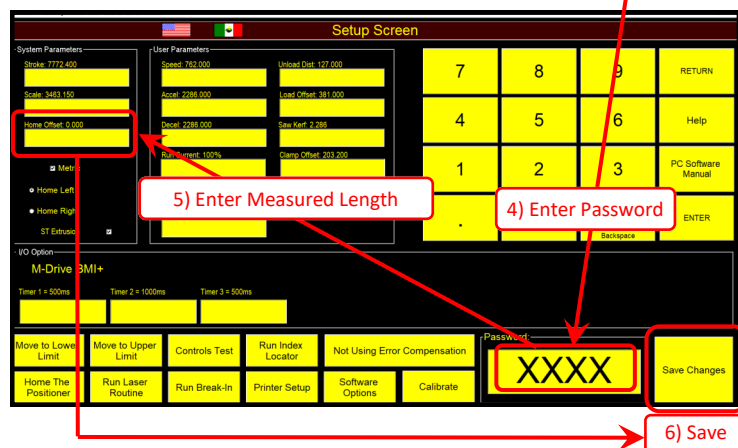 Setup Screen
System Parameters
Stroke: 7772.400
Scale: 3463.150
Home Offset: 0.000
Metric
Home Left
Home Right
ST Extrusion
User Parameters
Speed: 762.000
Accel: 2286.000
Decel: 2286.000
Run Current: 100%
Unload Dist: 127.000
Load Offset: 381.000
Saw Kerf: 2.286
Clamp Offset: 203.200
7 8 9 RETURN
4 5 6 Help
1 2 3 PC Software
Manual
. ENTER
Backspace
5) Enter Measured Length
4) Enter Password
I/O Option
M-Drive BMI+
Timer 1 = 500ms Timer 2 = 1000ms Timer 3 = 500ms
Move to Lower
Limit
Move to Upper
Limit
Controls Test
Run Index
Locator
Not Using Error Compensation
Home The
Positioner
Run Laser
Routine
Run Break-In
Printer Setup
Software
Options
Calibrate
Password:
XXXX
Save Changes
6) Save